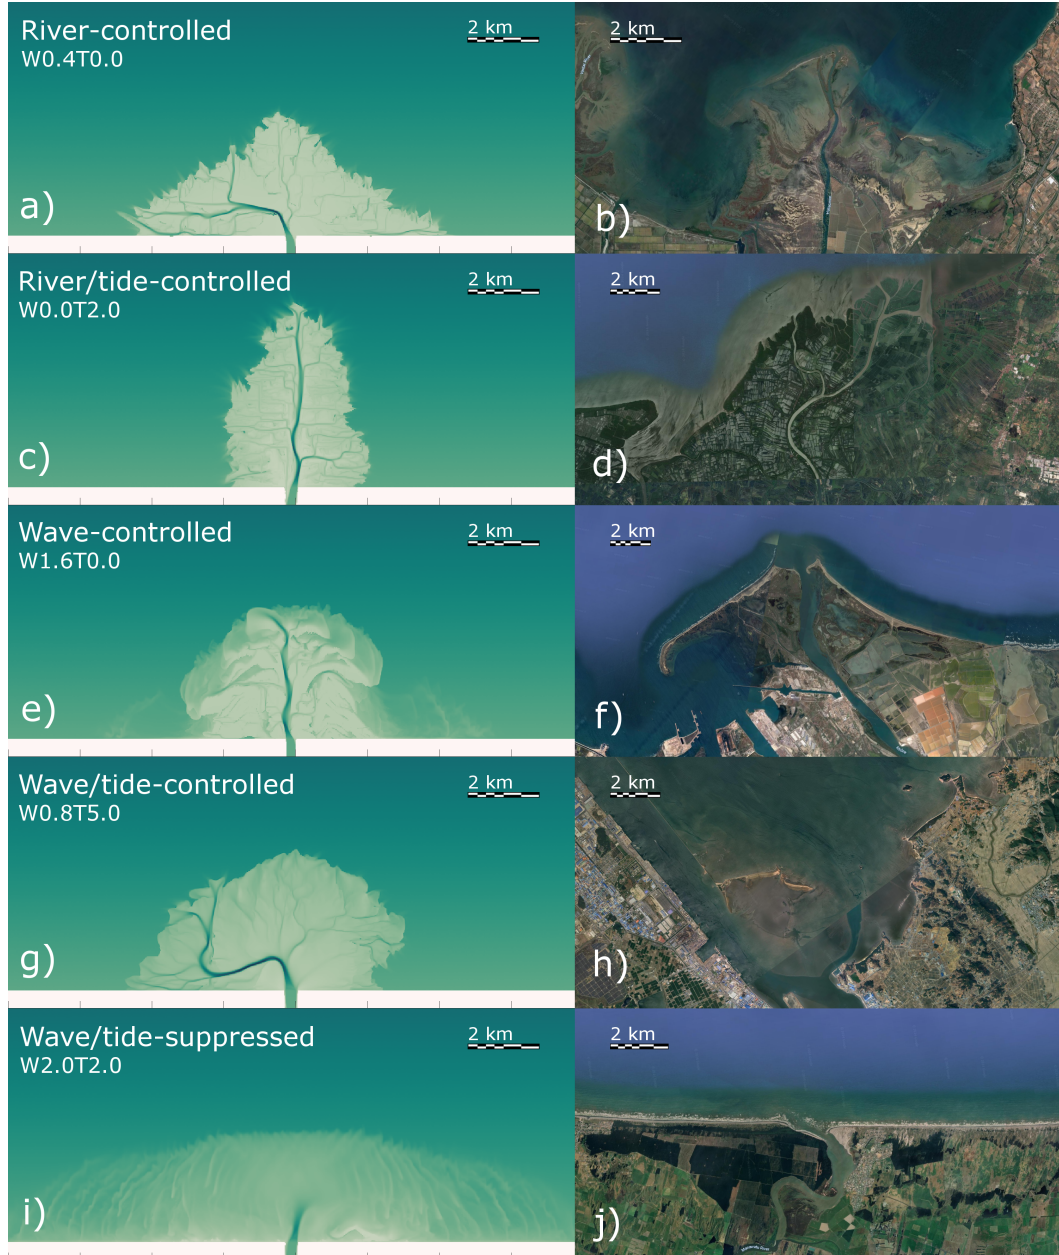 River-controlled
W0.4T0.0
2 km
a)
2 km
b)
River/tide-controlled
W0.0T2.0
2 km
c)
2 km
d)
Wave-controlled
W1.6T0.0
2 km
e)
2 km
f)
Wave/tide-controlled
W0.8T5.0
2 km
g)
2 km
h)
Wave/tide-suppressed
W2.0T2.0
2 km
i)
2 km
j)